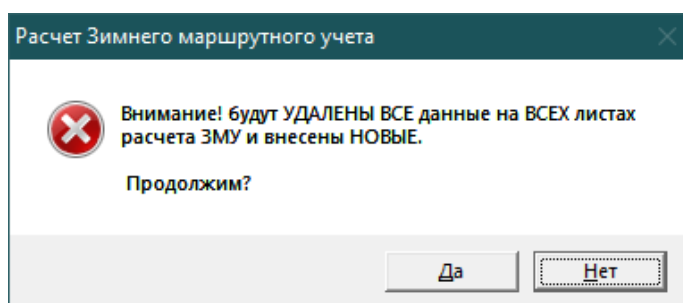 Расчет Зимнего маршрутного учета
Внимание! будут УДАЛЕНЫ ВСЕ данные на ВСЕХ листах
расчета ЗМУ и внесены НОВЫЕ.
Продолжим?
Да
Нет